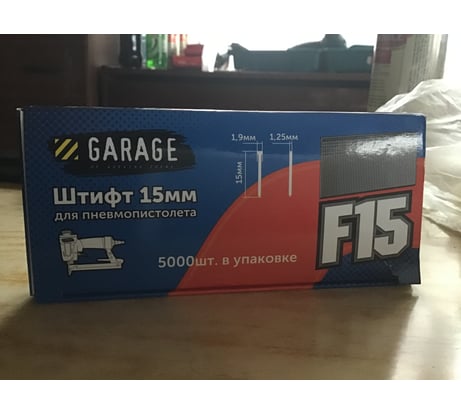 GARAGE
Штифт 15мм
для пневмопистолета
1,9мм 1,25мм
15мм
5000шт. в упаковке
F15